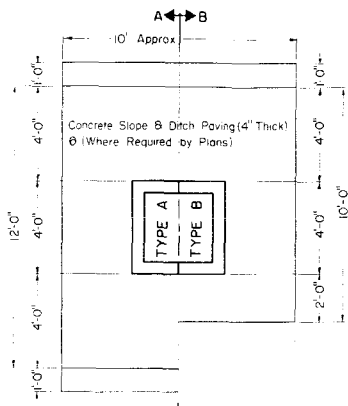 A B
10' Approx.
1'-0"
1'-0"
Concrete Slope & Ditch Paving (4" Thick)
θ (Where Required by Plans)
4'-0"
4'-0"
12'-0"
4'-0"
TYPE A
TYPE B
4'-0"
10'-0"
4'-0"
2'-0"
1'-0"